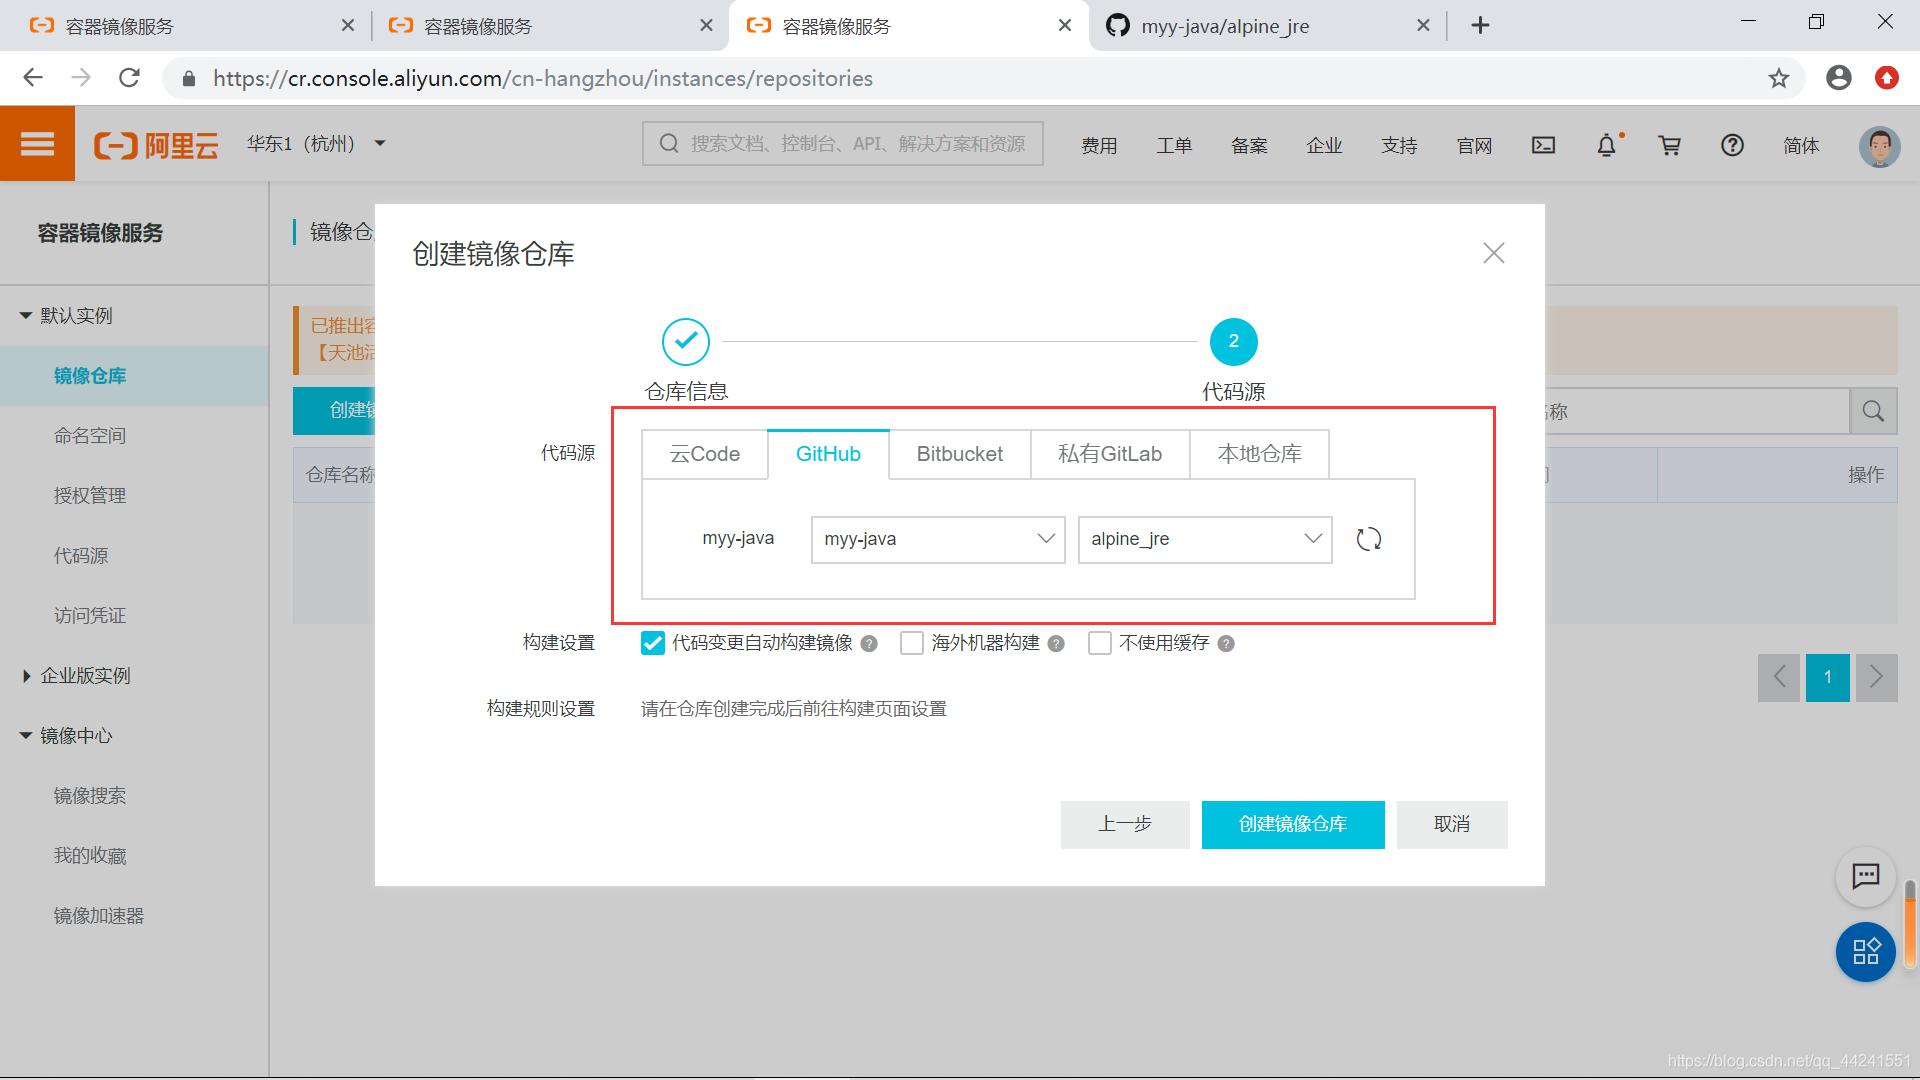 容器镜像服务
容器镜像服务
容器镜像服务
myy-java/alpine_jre
https://cr.console.aliyun.com/cn-hangzhou/instances/repositories
阿里云
华东1（杭州）
搜索文档、控制台、API、解决方案和资源
费用
工单
备案
企业
支持
官网
简体
容器镜像服务
默认实例
镜像仓库
命名空间
授权管理
代码源
访问凭证
企业版实例
镜像中心
镜像搜索
我的收藏
镜像加速器
镜像仓
已推出容
【天池活
创建镜
仓库名称
称
操作
1
创建镜像仓库
2
仓库信息
代码源
代码源
云Code
GitHub
Bitbucket
私有GitLab
本地仓库
myy-java
myy-java
alpine_jre
构建设置
代码变更自动构建镜像
海外机器构建
不使用缓存
构建规则设置
请在仓库创建完成后前往构建页面设置
上一步
创建镜像仓库
取消
https://blog.csdn.net/qq_44241551